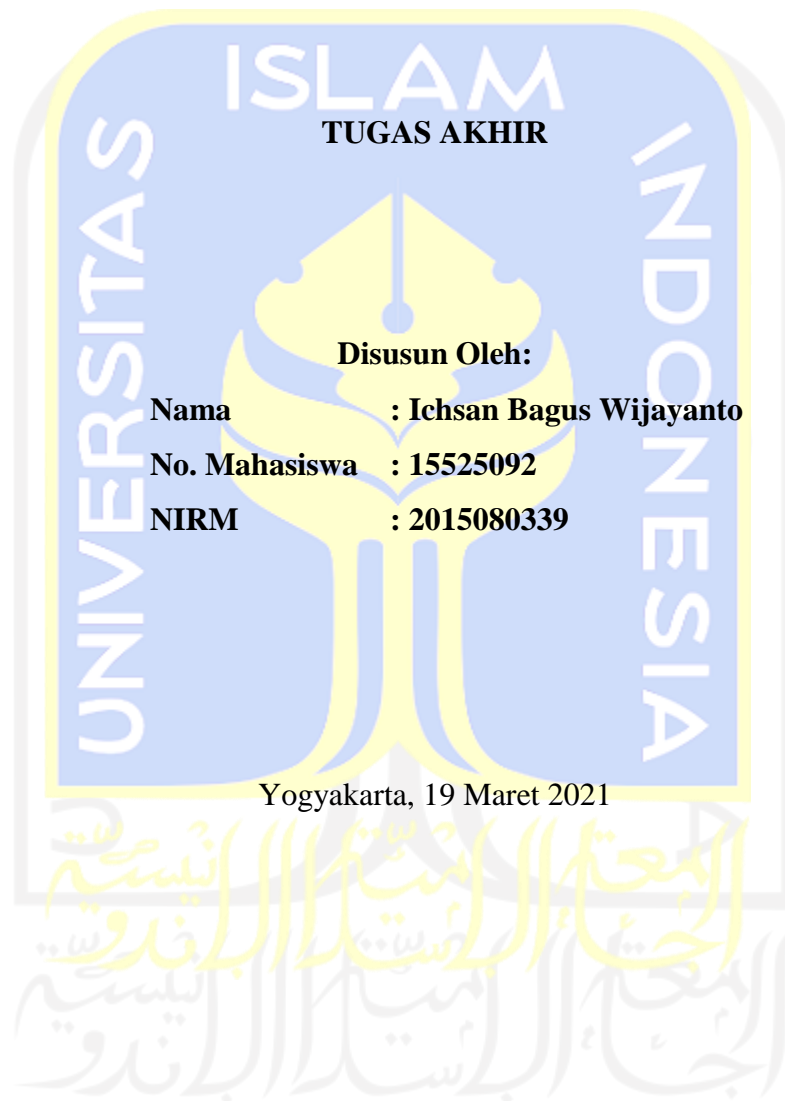 ISLAM
UNIVERSITAS
INDONESIA
TUGAS AKHIR
Disusun Oleh:
Nama : Ichsan Bagus Wijayanto
No. Mahasiswa : 15525092
NIRM : 2015080339
Yogyakarta, 19 Maret 2021